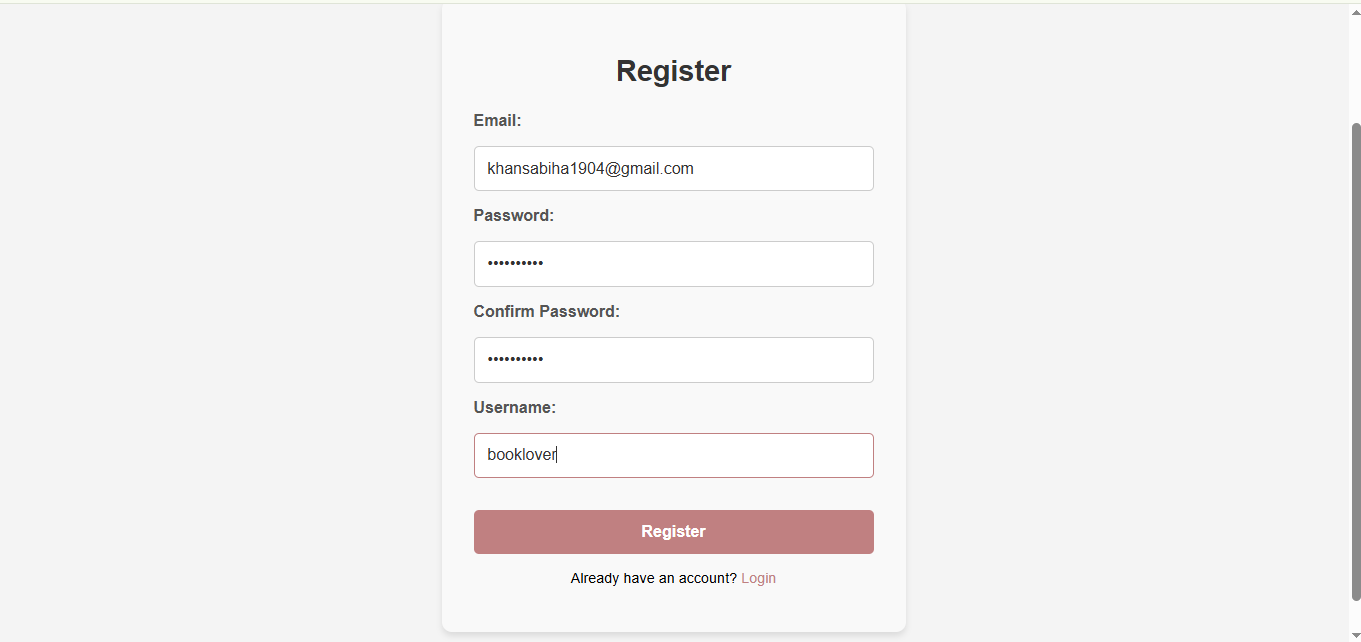 Register
Email:
khansabiha1904@gmail.com
Password:
••••••••••
Confirm Password:
••••••••••
Username:
booklover
Register
Already have an account? Login